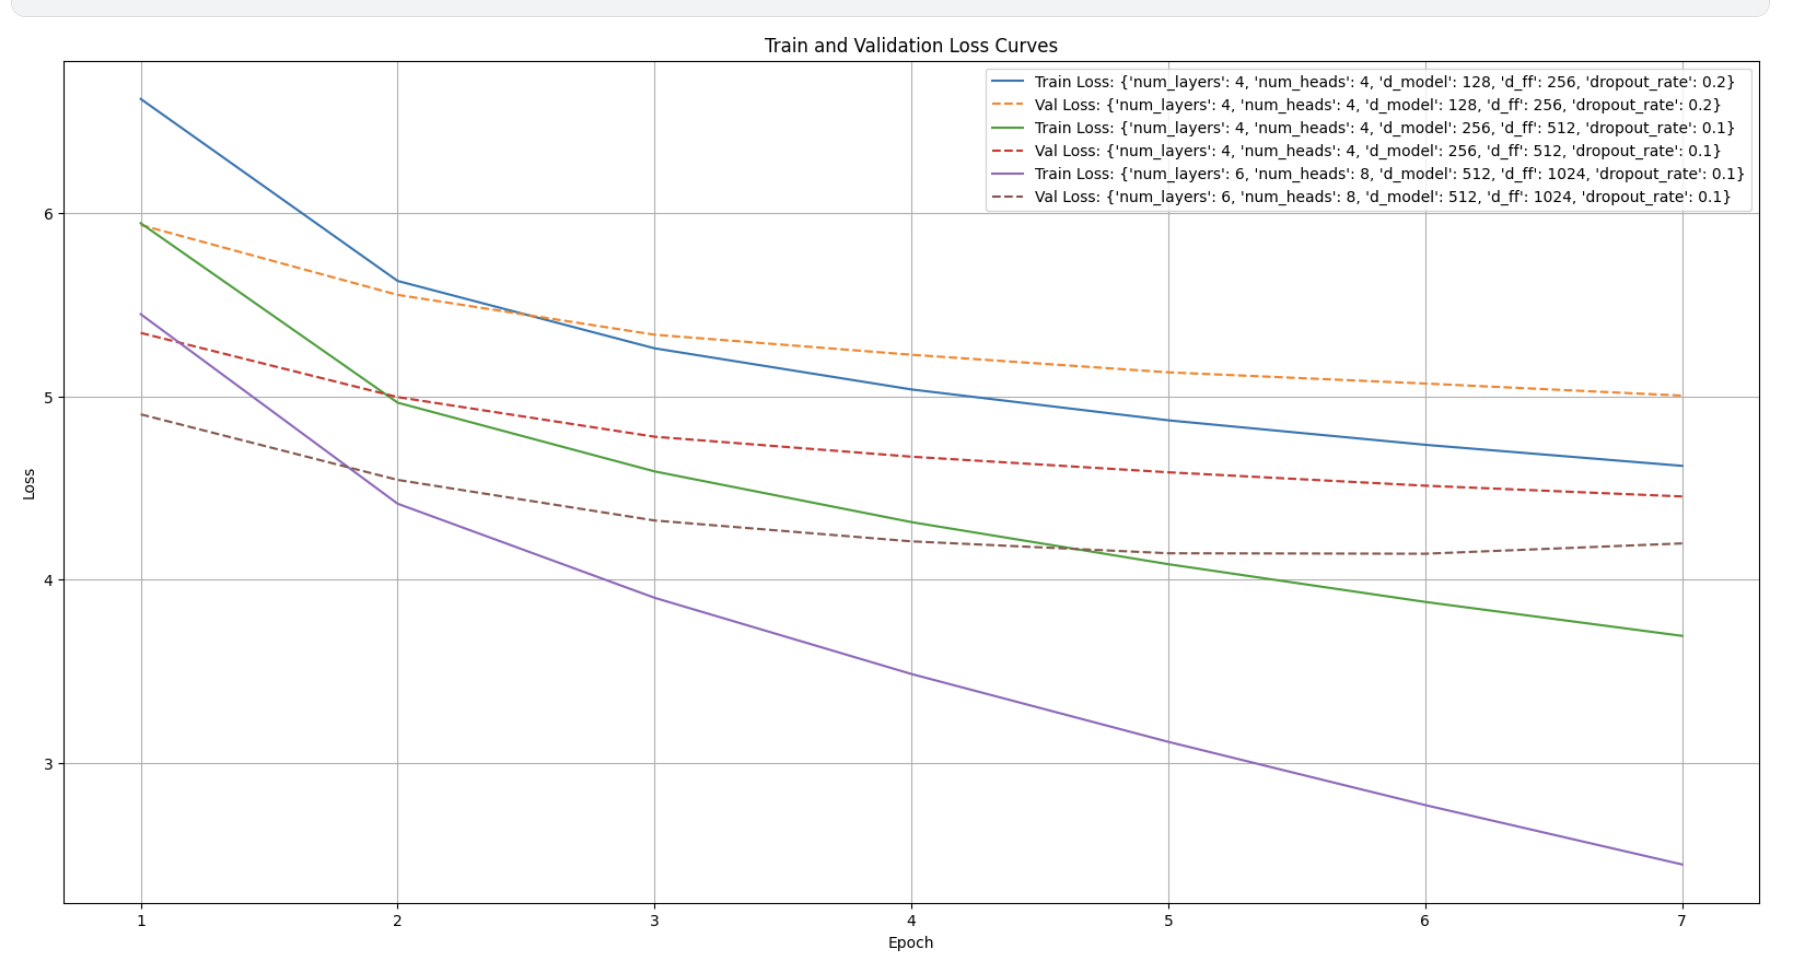 Train and Validation Loss Curves
Train Loss: {'num_layers': 4, 'num_heads': 4, 'd_model': 128, 'd_ff': 256, 'dropout_rate': 0.2}
Val Loss: {'num_layers': 4, 'num_heads': 4, 'd_model': 128, 'd_ff': 256, 'dropout_rate': 0.2}
Train Loss: {'num_layers': 4, 'num_heads': 4, 'd_model': 256, 'd_ff': 512, 'dropout_rate': 0.1}
Val Loss: {'num_layers': 4, 'num_heads': 4, 'd_model': 256, 'd_ff': 512, 'dropout_rate': 0.1}
Train Loss: {'num_layers': 6, 'num_heads': 8, 'd_model': 512, 'd_ff': 1024, 'dropout_rate': 0.1}
Val Loss: {'num_layers': 6, 'num_heads': 8, 'd_model': 512, 'd_ff': 1024, 'dropout_rate': 0.1}
6
5
4
3
Loss
1 2 3 4 5 6 7
Epoch